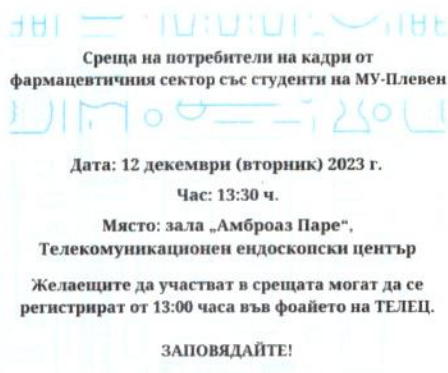 Среща на потребители на кадри от
фармацевтичния сектор със студенти на МУ-Плевен
Дата: 12 декември (вторник) 2023 г.
Час: 13:30 ч.
Място: зала „Амброаз Паре“,
Телекомуникационен ендоскопски център
Желаещите да участват в срещата могат да се
регистрират от 13:00 часа във фоайето на ТЕЛЕЦ.
ЗАПОВЯДАЙТЕ!